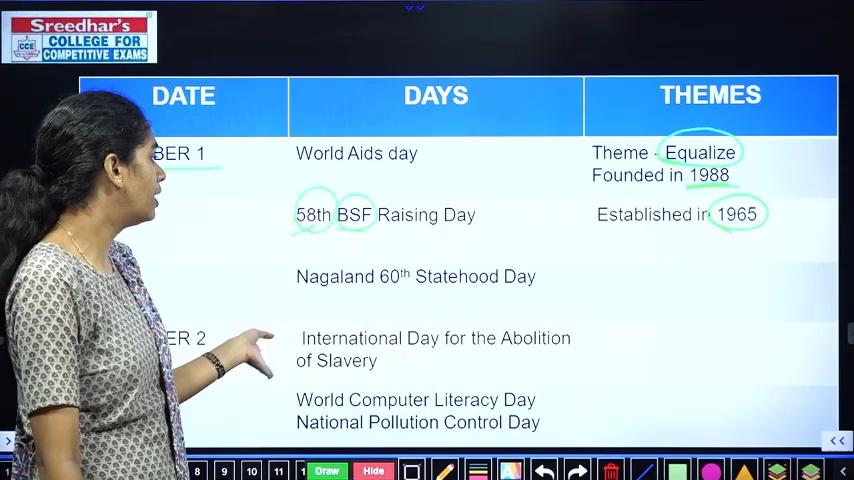 Sreedhar's
CCE
COLLEGE FOR
COMPETITIVE EXAMS
DATE DAYS THEMES
BER 1 World Aids day Theme - Equalize
Founded in 1988
58th BSF Raising Day Established in 1965
Nagaland 60th Statehood Day
ER 2 International Day for the Abolition
of Slavery
World Computer Literacy Day
National Pollution Control Day
8 9 10 11 1 Draw Hide